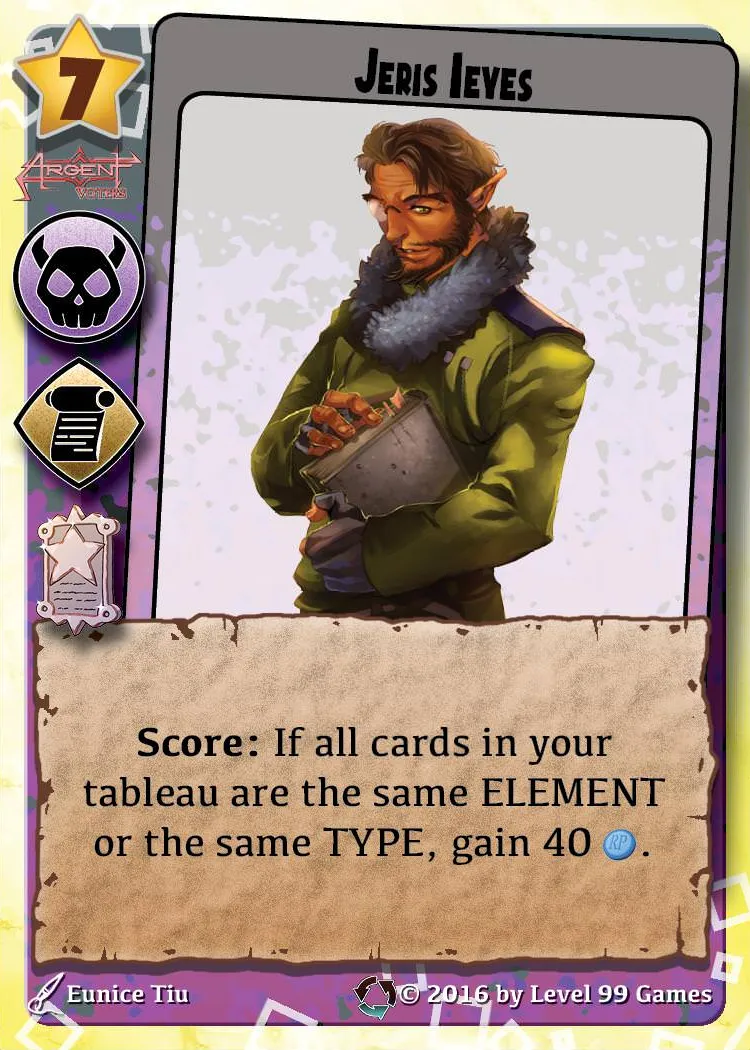 7
Jeris Ieves
Argent
Voters
Score: If all cards in your
tableau are the same ELEMENT
or the same TYPE, gain 40 RP.
Eunice Tiu
© 2016 by Level 99 Games